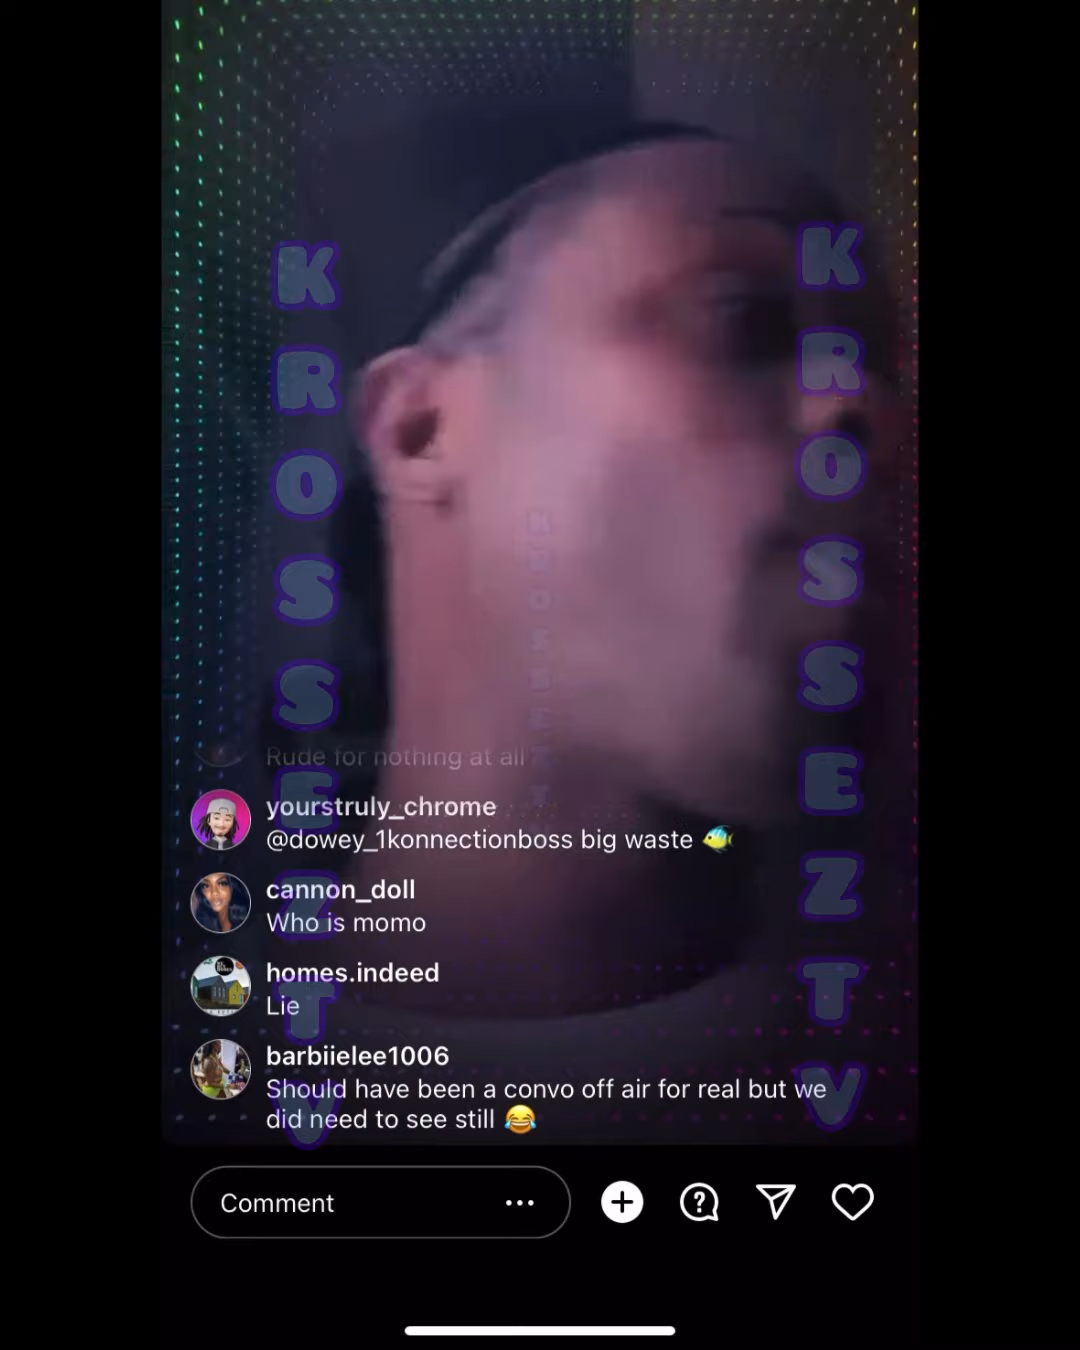 KROSSEZTV
KROSSEZTV
KROSSEZTV
Rude for nothing at all
yourstruly_chrome
@dowey_1konnectionboss big waste 🐠
cannon_doll
Who is momo
homes.indeed
Lie
barbiielee1006
Should have been a convo off air for real but we
did need to see still 😂
Comment